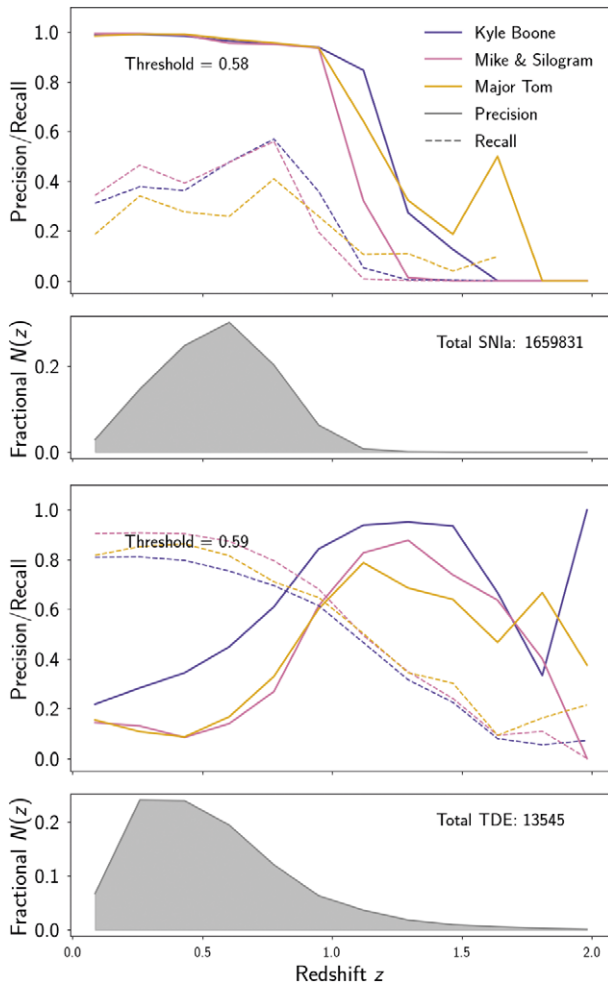 1.0
0.8
0.6
0.4
0.2
0.0
Precision/Recall
Threshold = 0.58
Kyle Boone
Mike & Silogram
Major Tom
Precision
Recall
0.2
0.0
Fractional N(z)
Total SNIa: 1659831
1.0
0.8
0.6
0.4
0.2
0.0
Precision/Recall
Threshold = 0.59
0.2
0.1
0.0
Fractional N(z)
Total TDE: 13545
0.0 0.5 1.0 1.5 2.0
Redshift z